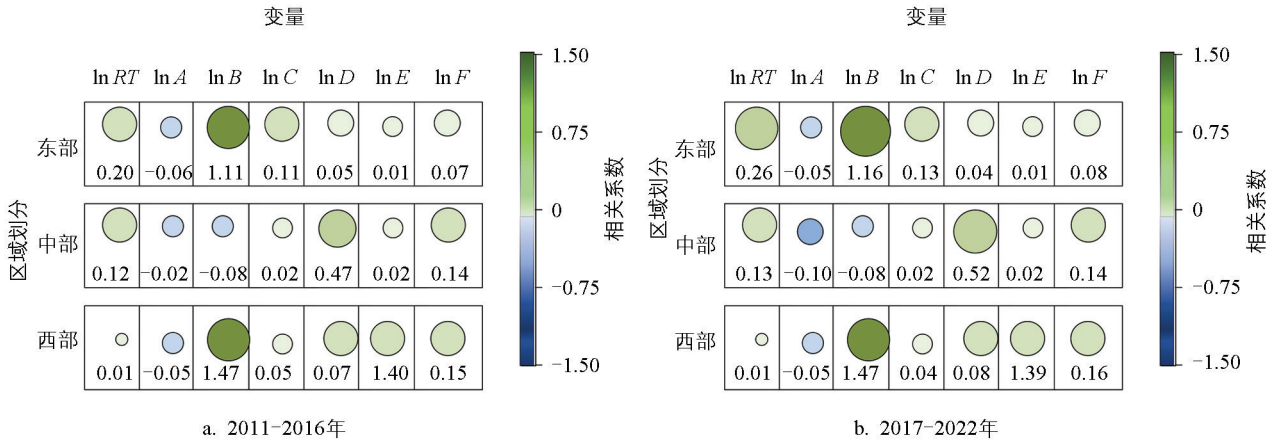 变量
ln RT ln A ln B ln C ln D ln E ln F
区域划分
东部
0.20 −0.06 1.11 0.11 0.05 0.01 0.07
中部
0.12 −0.02 −0.08 0.02 0.47 0.02 0.14
西部
0.01 −0.05 1.47 0.05 0.07 1.40 0.15
相关系数
1.50
0.75
0
−0.75
−1.50
a. 2011-2016年
变量
ln RT ln A ln B ln C ln D ln E ln F
区域划分
东部
0.26 −0.05 1.16 0.13 0.04 0.01 0.08
中部
0.13 −0.10 −0.08 0.02 0.52 0.02 0.14
西部
0.01 −0.05 1.47 0.04 0.08 1.39 0.16
相关系数
1.50
0.75
0
−0.75
−1.50
b. 2017-2022年